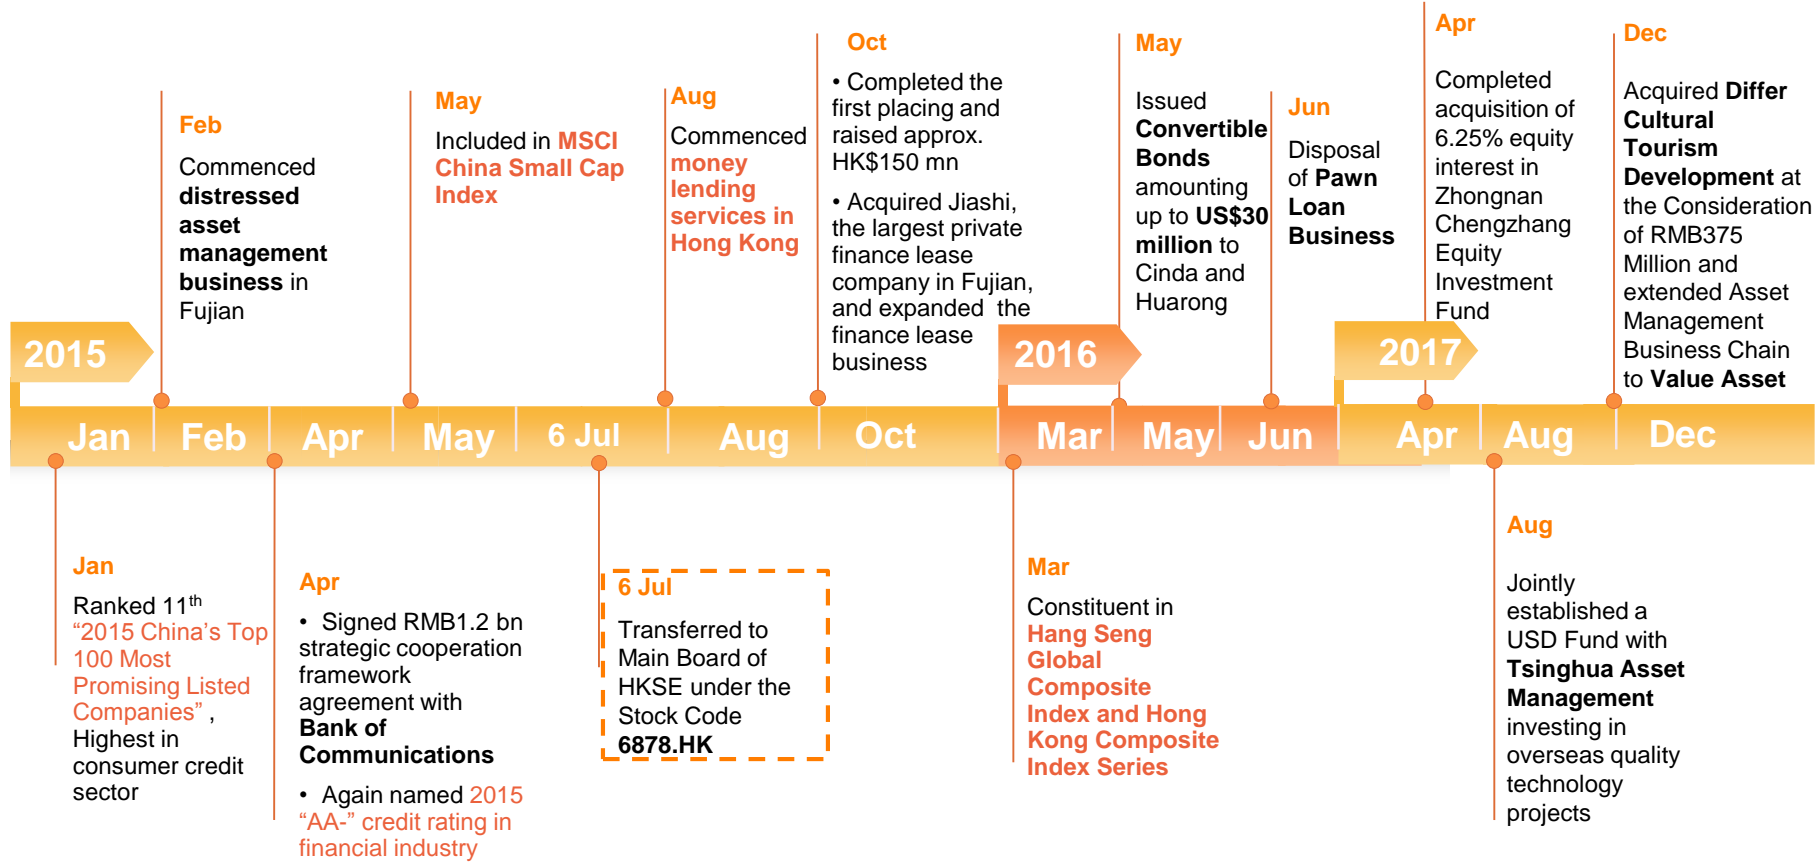 Feb
Commenced
distressed
asset
management
business in
Fujian
May
Included in MSCI
China Small Cap
Index
Aug
Commenced
money
lending
services in
Hong Kong
Oct
• Completed the
first placing and
raised approx.
HK$150 mn
• Acquired Jiashi,
the largest private
finance lease
company in Fujian,
and expanded the
finance lease
business
May
Issued
Convertible
Bonds
amounting
up to US$30
million to
Cinda and
Huarong
Jun
Disposal
of Pawn
Loan
Business
Apr
Completed
acquisition of
6.25% equity
interest in
Zhongnan
Chengzhang
Equity
Investment
Fund
Dec
Acquired Differ
Cultural
Tourism
Development at
the Consideration
of RMB375
Million and
extended Asset
Management
Business Chain
to Value Asset
2015
2016
2017
Jan
Feb
Apr
May
6 Jul
Aug
Oct
Mar
May
Jun
Apr
Aug
Dec
Jan
Ranked 11th
“2015 China’s Top
100 Most
Promising Listed
Companies” ,
Highest in
consumer credit
sector
Apr
• Signed RMB1.2 bn
strategic cooperation
framework
agreement with
Bank of
Communications
• Again named 2015
“AA-” credit rating in
financial industry
6 Jul
Transferred to
Main Board of
HKSE under the
Stock Code
6878.HK
Mar
Constituent in
Hang Seng
Global
Composite
Index and Hong
Kong Composite
Index Series
Aug
Jointly
established a
USD Fund with
Tsinghua Asset
Management
investing in
overseas quality
technology
projects